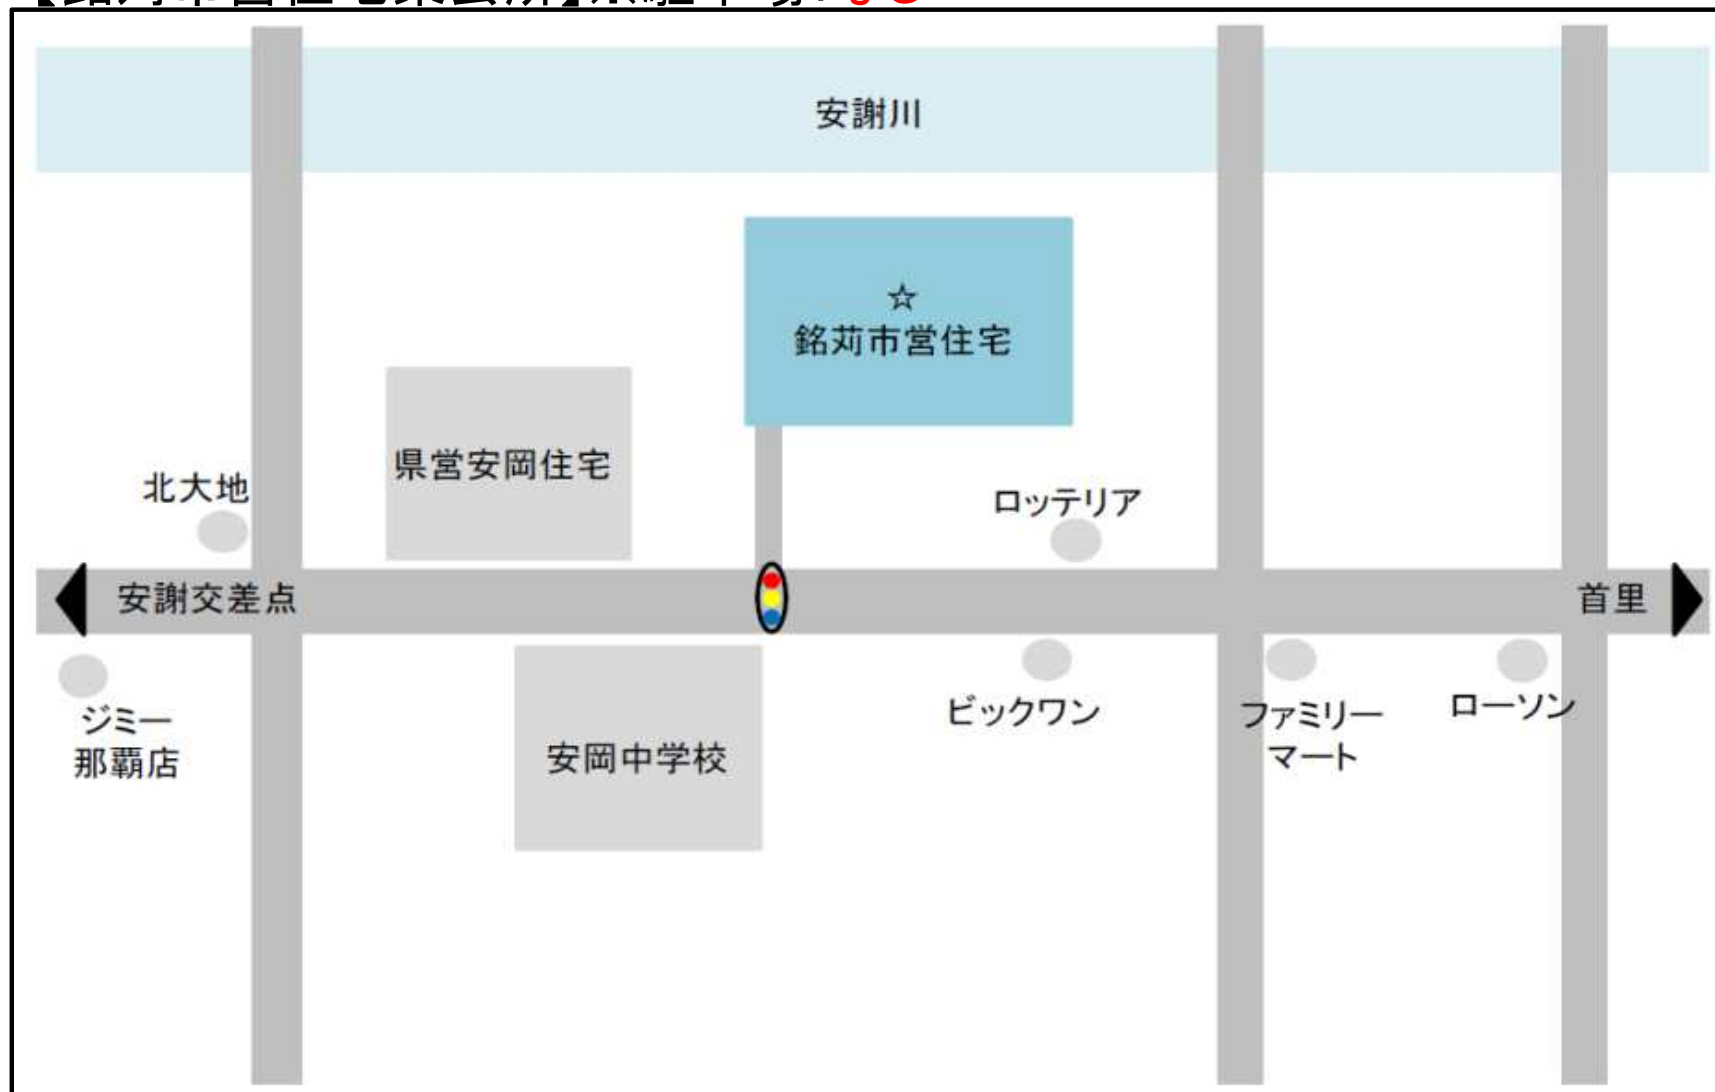 安謝川
☆
銘苅市営住宅
県営安岡住宅
北大地
ロッテリア
安謝交差点
首里
ジミー
那覇店
ビックワン
ファミリー
マート
ローソン
安岡中学校